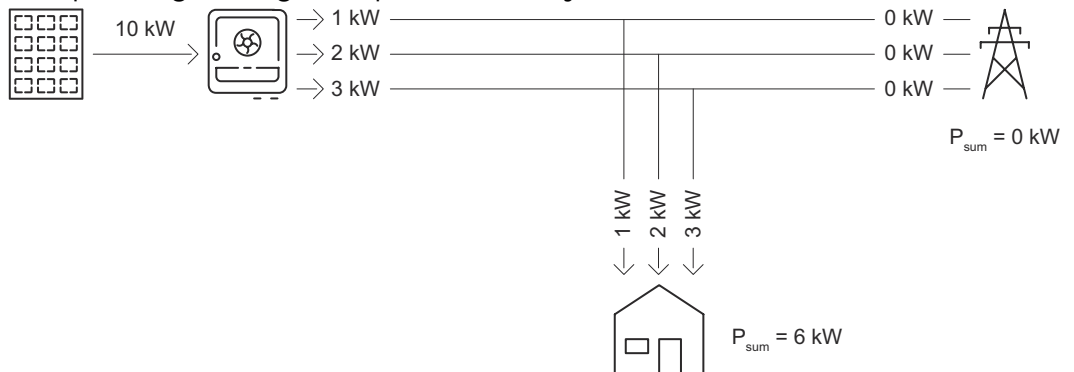 10 kW
1 kW 0 kW
2 kW 0 kW
3 kW 0 kW
P_sum = 0 kW
1 kW
2 kW
3 kW
P_sum = 6 kW